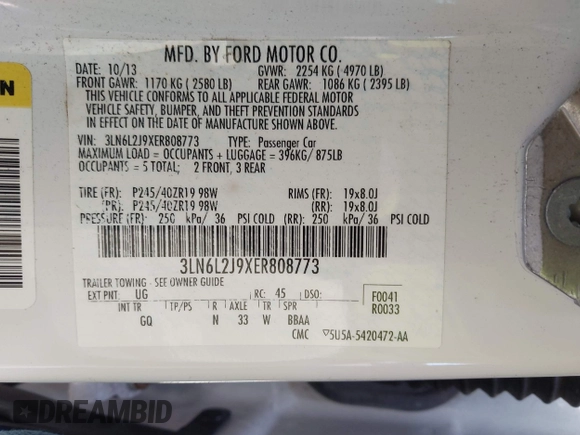 MFD. BY FORD MOTOR CO.
DATE: 10/13 GVWR: 2254 KG ( 4970 LB)
FRONT GAWR: 1170 KG ( 2580 LB) REAR GAWR: 1086 KG ( 2395 LB)
THIS VEHICLE CONFORMS TO ALL APPLICABLE FEDERAL MOTOR
VEHICLE SAFETY, BUMPER, AND THEFT PREVENTION STANDARDS
IN EFFECT ON THE DATE OF MANUFACTURE SHOWN ABOVE.
VIN: 3LN6L2J9XER808773 TYPE: Passenger Car
MAXIMUM LOAD = OCCUPANTS + LUGGAGE = 396KG/ 875LB
OCCUPANTS = 5 TOTAL; 2 FRONT, 3 REAR
TIRE (FR): P245/40ZR19 98W RIMS (FR): 19x8.0J
(RR): P245/40ZR19 98W (RR): 19x8.0J
PRESSURE (FR): 250 kPa/ 36 PSI COLD (RR): 250 kPa/ 36 PSI COLD
3LN6L2J9XER808773
TRAILER TOWING - SEE OWNER GUIDE
EXT PNT: UG RC: 45 DSO: F0041
INT TR TP/PS R AXLE TR SPR R0033
GQ N 33 W BBAA
CMC ▽5U5A-5420472-AA
DREAMBID